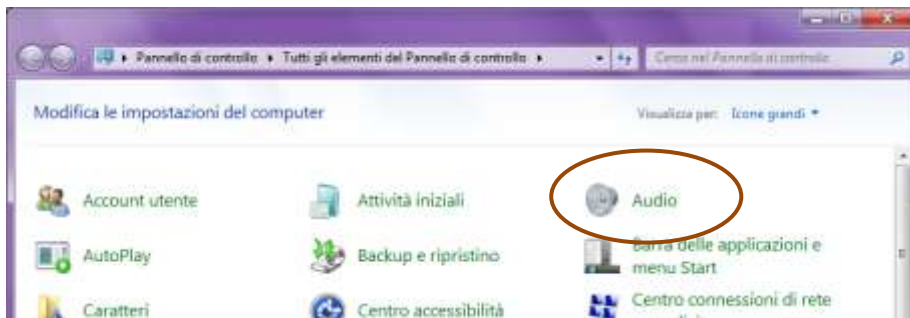 Pannello di controllo ▸ Tutti gli elementi del Pannello di controllo ▸
Cerca nel Pannello di controllo
Modifica le impostazioni del computer
Visualizza per: Icone grandi
Account utente
Attività iniziali
Audio
AutoPlay
Backup e ripristino
Barra delle applicazioni e
menu Start
Caratteri
Centro accessibilità
Centro connessioni di rete